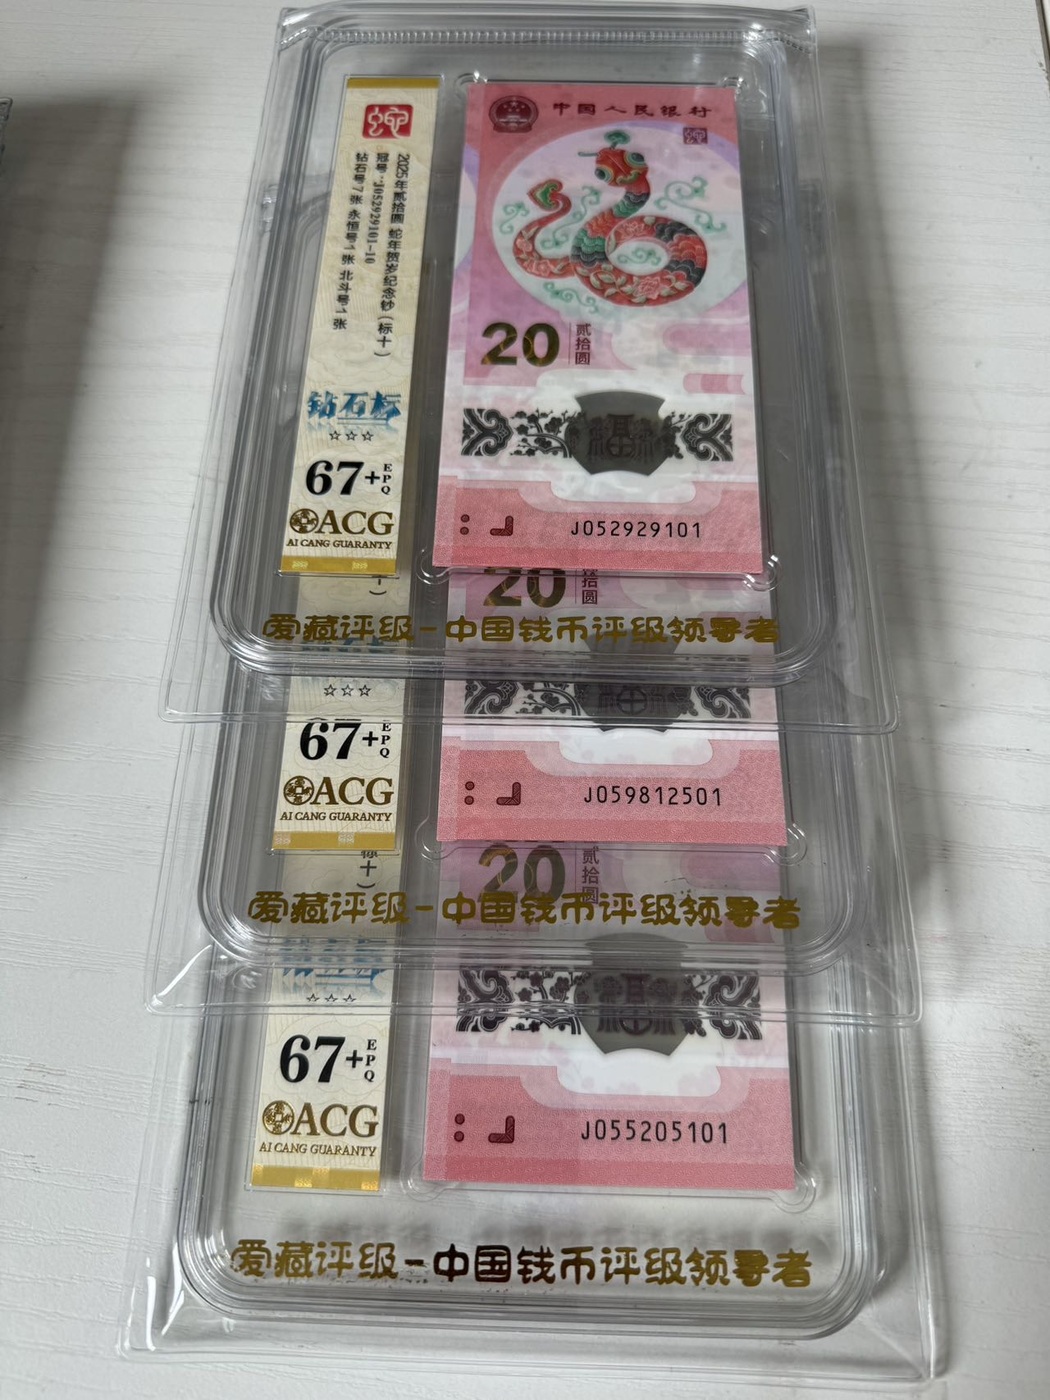 中国人民银行
蛇
2025年贰拾圆 蛇年贺岁纪念钞(标十)
冠号:J052929101-10
钻石号7张 永恒号1张 北斗号1张
钻石标
☆☆☆
67+EPQ
ACG
AI CANG GUARANTY
20 贰拾圆
福
J052929101
20 拾圆
爱藏评级-中国钱币评级领导者
☆☆☆
67+EPQ
ACG
AI CANG GUARANTY
J059812501
标十)
20 贰拾圆
爱藏评级-中国钱币评级领导者
☆☆☆
67+EPQ
ACG
AI CANG GUARANTY
福
J055205101
爱藏评级-中国钱币评级领导者